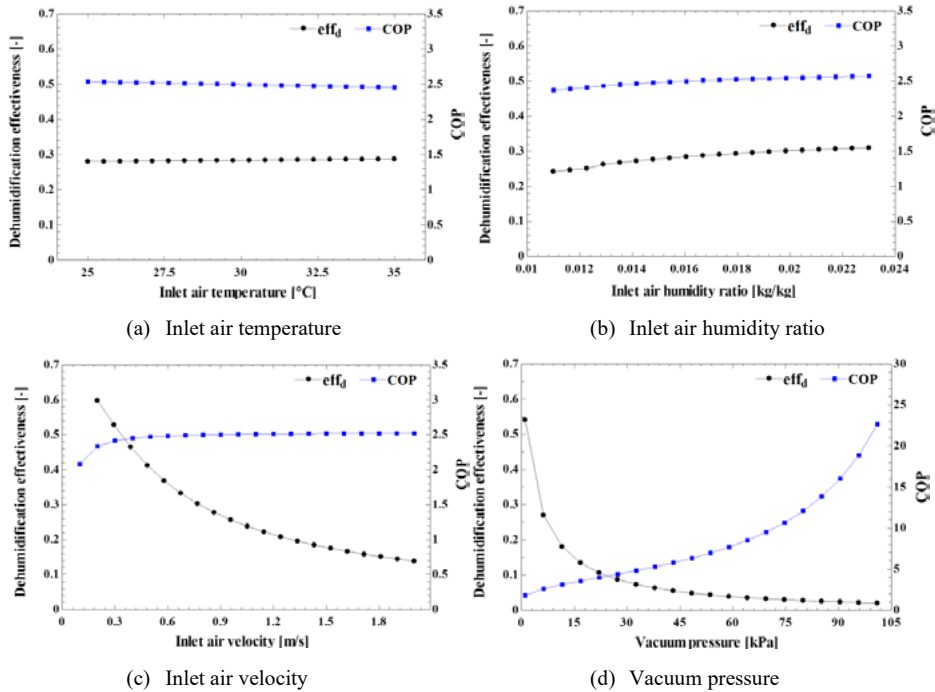 eff_d COP
Dehumidification effectiveness [-]
0.7
0.6
0.5
0.4
0.3
0.2
0.1
0
3.5
3
2.5
2
1.5
1
0.5
0
COP
25 27.5 30 32.5 35
Inlet air temperature [°C]
(a) Inlet air temperature
eff_d COP
Dehumidification effectiveness [-]
0.7
0.6
0.5
0.4
0.3
0.2
0.1
0
3.5
3
2.5
2
1.5
1
0.5
0
COP
0.01 0.012 0.014 0.016 0.018 0.02 0.022 0.024
Inlet air humidity ratio [kg/kg]
(b) Inlet air humidity ratio
eff_d COP
Dehumidification effectiveness [-]
0.7
0.6
0.5
0.4
0.3
0.2
0.1
0
3.5
3
2.5
2
1.5
1
0.5
0
COP
0 0.3 0.6 0.9 1.2 1.5 1.8
Inlet air velocity [m/s]
(c) Inlet air velocity
eff_d COP
Dehumidification effectiveness [-]
0.7
0.6
0.5
0.4
0.3
0.2
0.1
0
30
25
20
15
10
5
0
COP
0 15 30 45 60 75 90 105
Vacuum pressure [kPa]
(d) Vacuum pressure